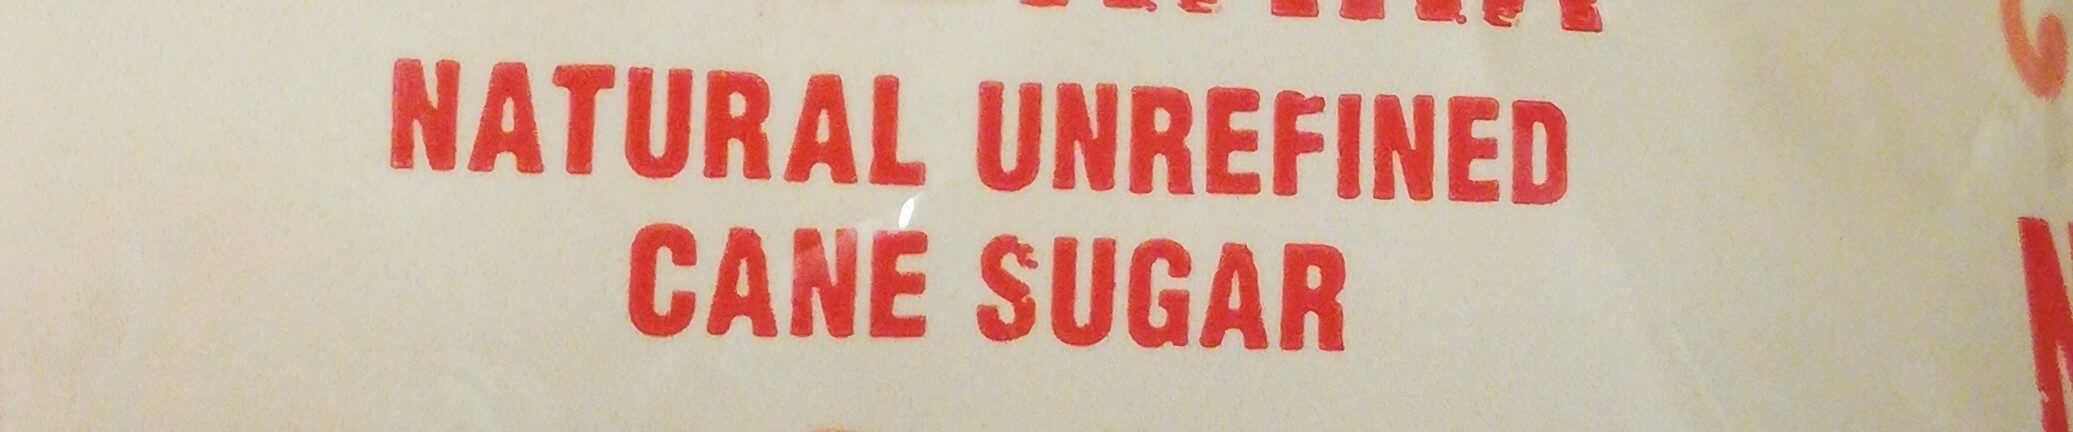 NATURAL UNREFINED
CANE SUGAR